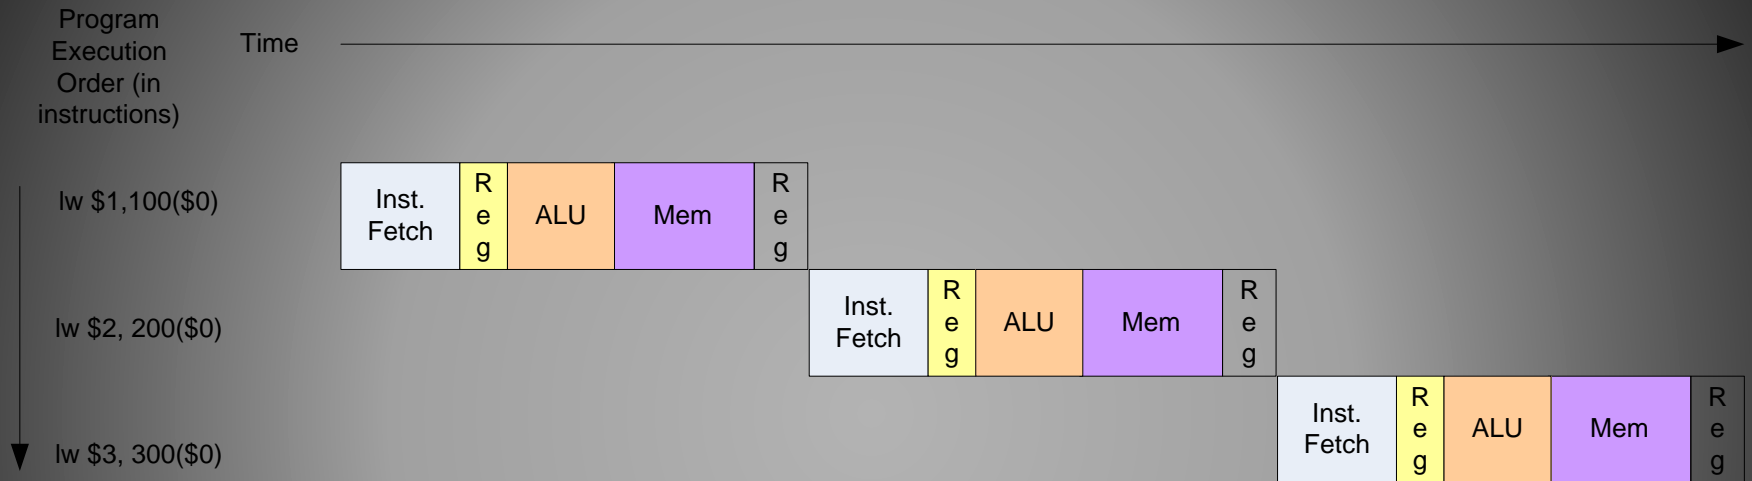 Program
Execution
Order (in
instructions)
Time
lw $1,100($0)
Inst.
Fetch
R
e
g
ALU
Mem
R
e
g
lw $2, 200($0)
Inst.
Fetch
R
e
g
ALU
Mem
R
e
g
lw $3, 300($0)
Inst.
Fetch
R
e
g
ALU
Mem
R
e
g